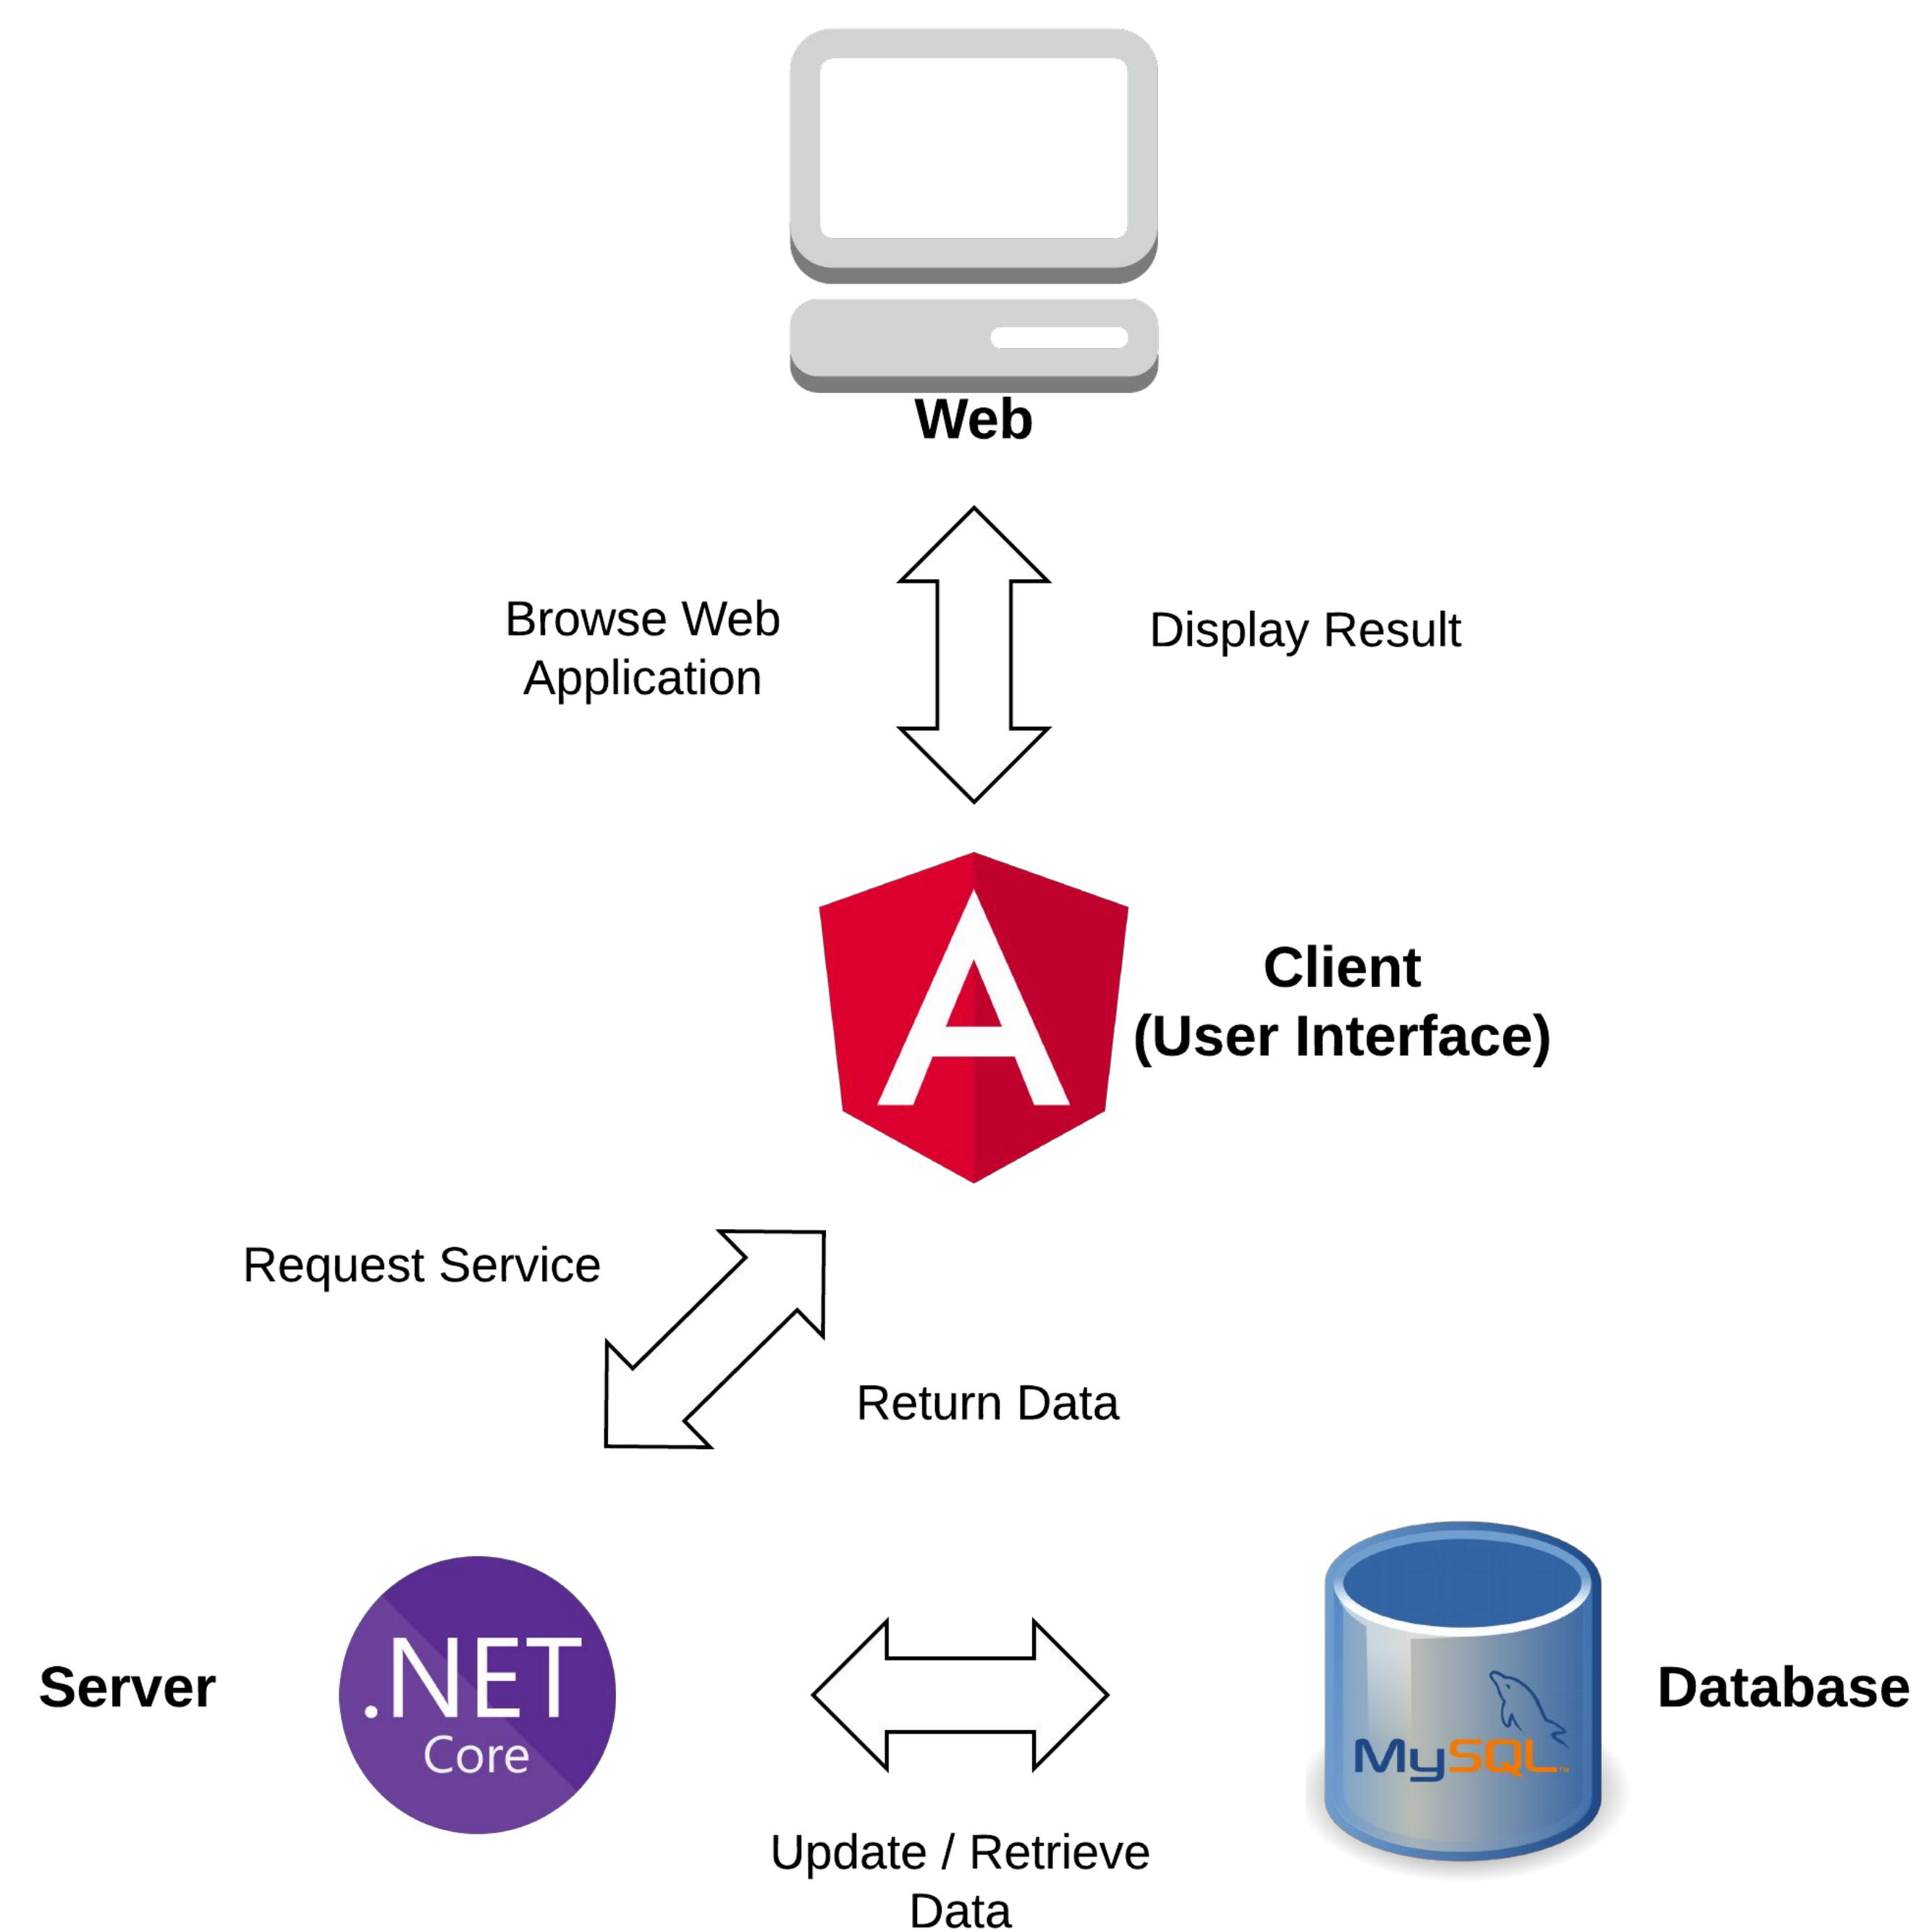 Web
Browse Web
Application
Display Result
A
Client
(User Interface)
Request Service
Return Data
Server
.NET
Core
MySQL™
Database
Update / Retrieve
Data